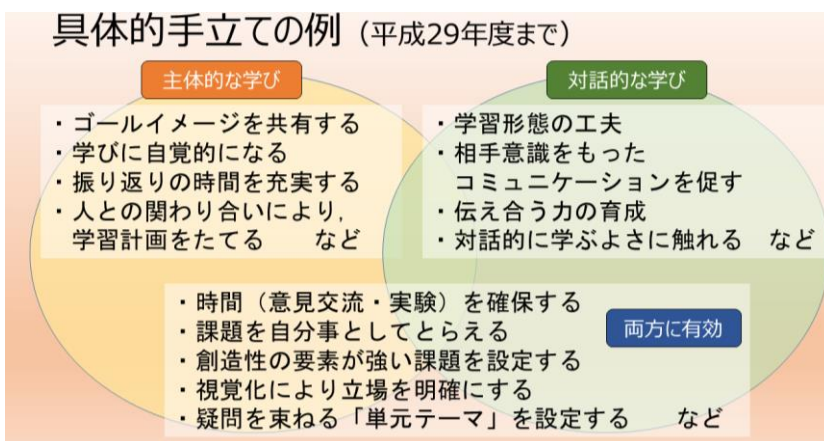 具体的手立ての例（平成29年度まで）
主体的な学び
・ゴールイメージを共有する
・学びに自覚的になる
・振り返りの時間を充実する
・人との関わり合いにより，
学習計画をたてる　など
対話的な学び
・学習形態の工夫
・相手意識をもった
コミュニケーションを促す
・伝え合う力の育成
・対話的に学ぶよさに触れる　など
両方に有効
・時間（意見交流・実験）を確保する
・課題を自分事としてとらえる
・創造性の要素が強い課題を設定する
・視覚化により立場を明確にする
・疑問を束ねる「単元テーマ」を設定する　など